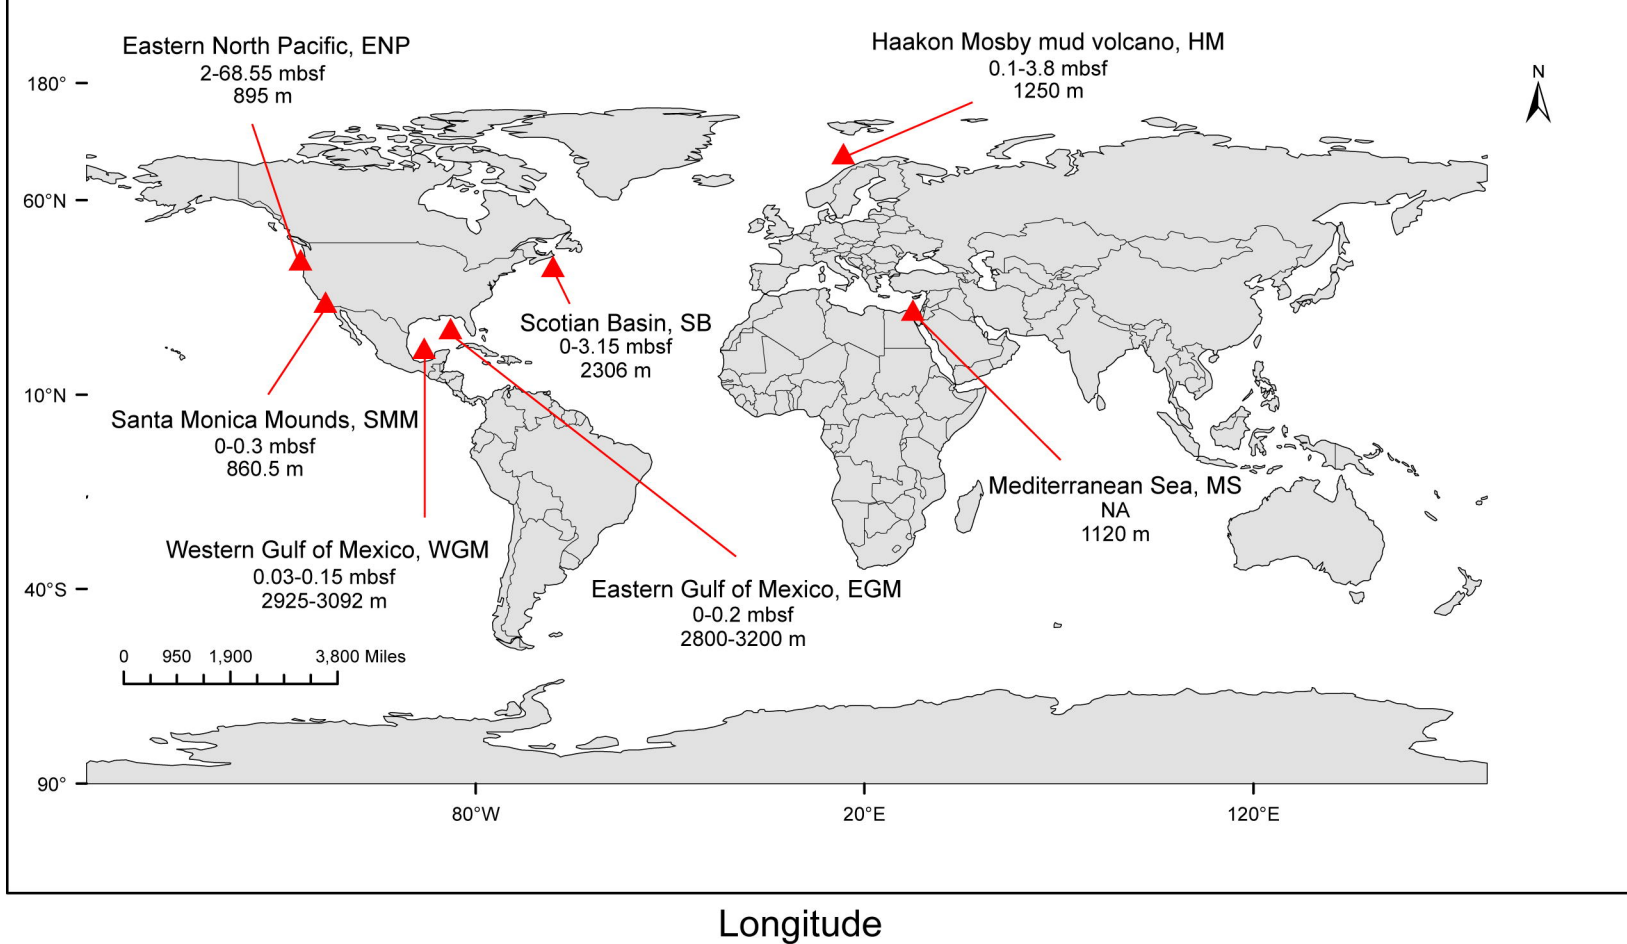 Eastern North Pacific, ENP
2-68.55 mbsf
895 m
Haakon Mosby mud volcano, HM
0.1-3.8 mbsf
1250 m
N
180°
60°N
10°N
40°S
90°
Scotian Basin, SB
0-3.15 mbsf
2306 m
Santa Monica Mounds, SMM
0-0.3 mbsf
860.5 m
Mediterranean Sea, MS
NA
1120 m
Western Gulf of Mexico, WGM
0.03-0.15 mbsf
2925-3092 m
Eastern Gulf of Mexico, EGM
0-0.2 mbsf
2800-3200 m
0 950 1,900 3,800 Miles
80°W 20°E 120°E
Longitude